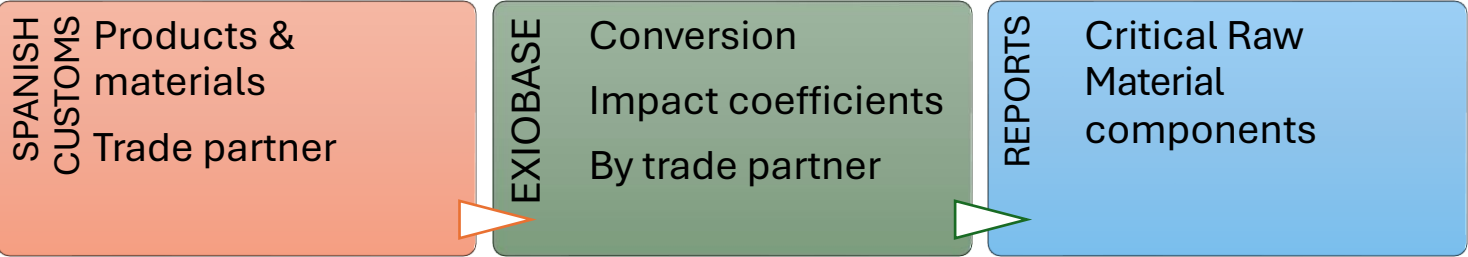 SPANISH
CUSTOMS
Products &
materials
Trade partner
EXIOBASE
Conversion
Impact coefficients
By trade partner
REPORTS
Critical Raw
Material
components